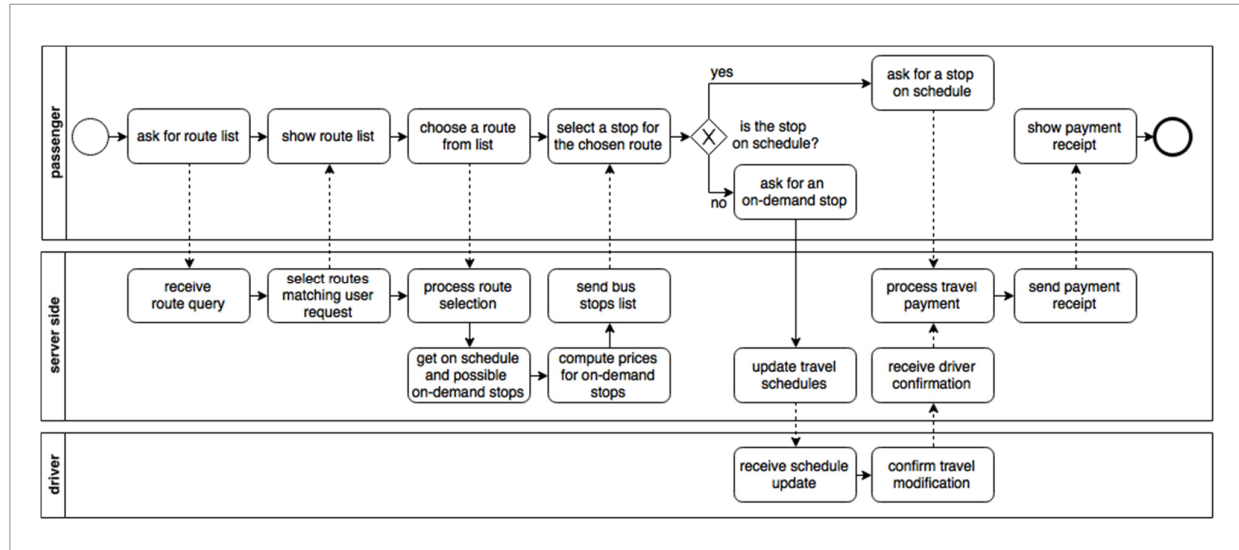 passenger
ask for route list
show route list
choose a route
from list
select a stop for
the chosen route
X
yes
is the stop
on schedule?
no
ask for an
on-demand stop
ask for a stop
on schedule
show payment
receipt
server side
receive
route query
select routes
matching user
request
process route
selection
send bus
stops list
get on schedule
and possible
on-demand stops
compute prices
for on-demand
stops
update travel
schedules
process travel
payment
send payment
receipt
receive driver
confirmation
driver
receive schedule
update
confirm travel
modification